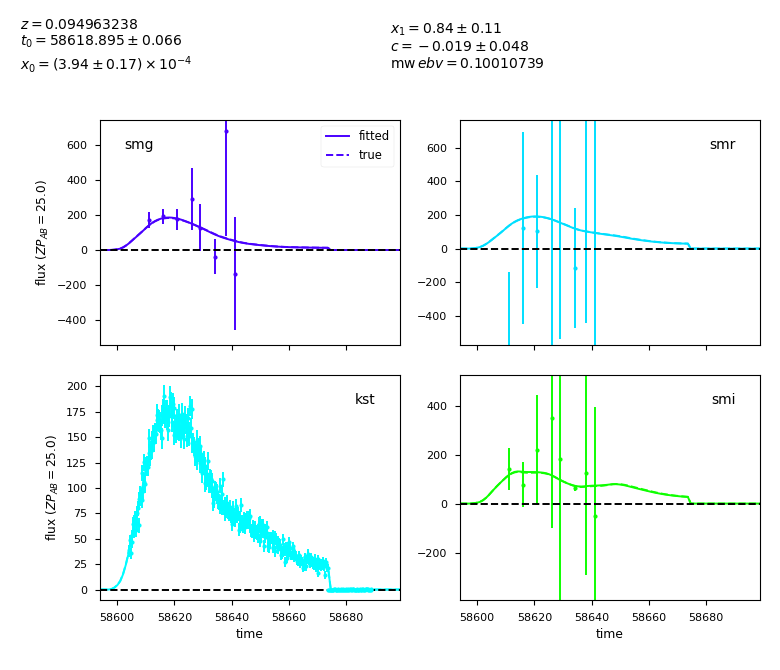 z = 0.094963238
t₀ = 58618.895 ± 0.066
x₀ = (3.94 ± 0.17) × 10⁻⁴
x₁ = 0.84 ± 0.11
c = −0.019 ± 0.048
mw ebv = 0.10010739
smg
fitted
true
flux (ZP_AB = 25.0)
600
400
200
0
−200
−400
smr
600
400
200
0
−200
−400
kst
flux (ZP_AB = 25.0)
200
175
150
125
100
75
50
25
0
58600 58620 58640 58660 58680
time
smi
400
200
0
−200
58600 58620 58640 58660 58680
time